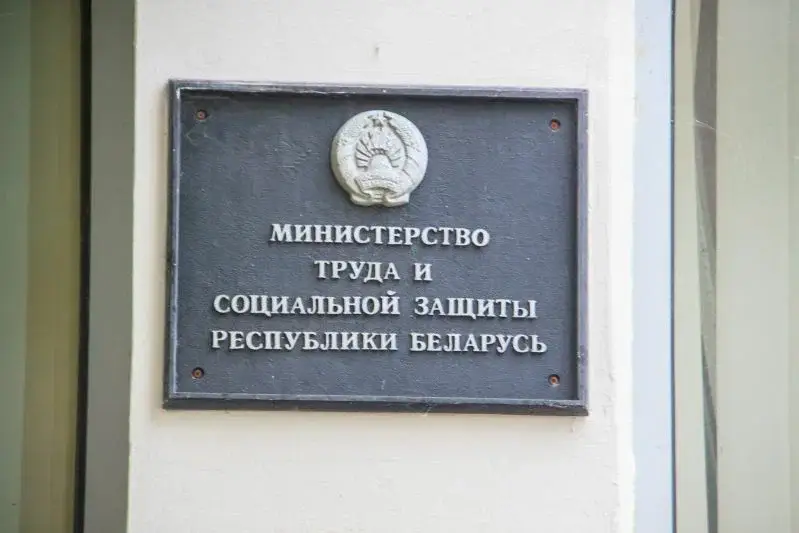 МИНИСТЕРСТВО
ТРУДА И
СОЦИАЛЬНОЙ ЗАЩИТЫ
РЕСПУБЛИКИ БЕЛАРУСЬ